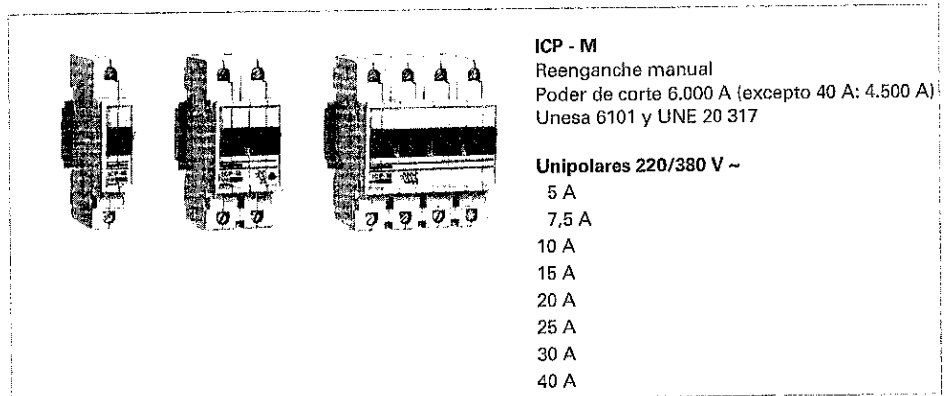 ICP - M
Reenganche manual
Poder de corte 6.000 A (excepto 40 A: 4.500 A)
Unesa 6101 y UNE 20 317
Unipolares 220/380 V ~
5 A
7,5 A
10 A
15 A
20 A
25 A
30 A
40 A